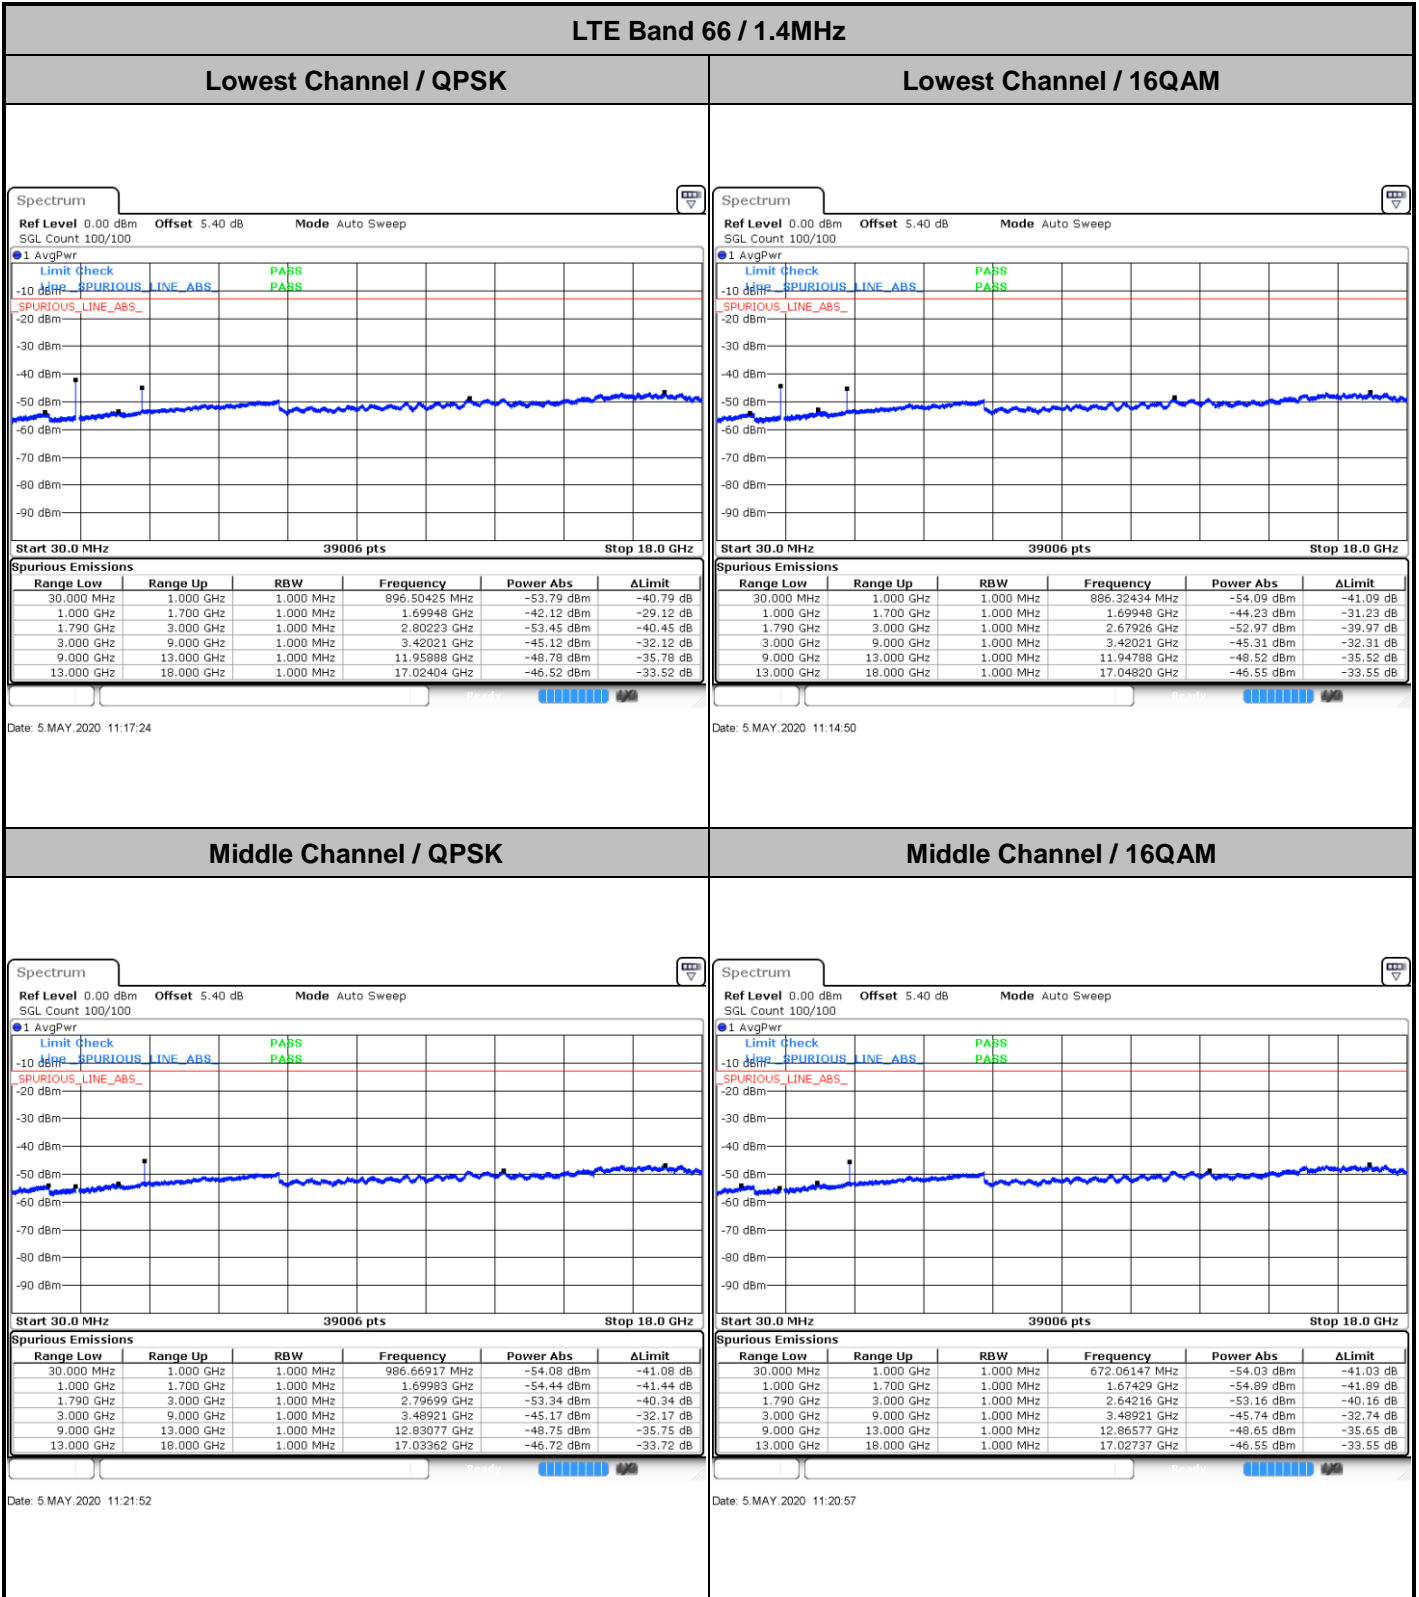 LTE Band 66 / 1.4MHz
Lowest Channel / QPSK
Lowest Channel / 16QAM
Spectrum
Ref Level 0.00 dBm Offset 5.40 dB Mode Auto Sweep
SGL Count 100/100
1 AvgPwr
Limit Check PASS
Line _SPURIOUS_LINE_ABS_ PASS
-10 dBm
_SPURIOUS_LINE_ABS_
-20 dBm
-30 dBm
-40 dBm
-50 dBm
-60 dBm
-70 dBm
-80 dBm
-90 dBm
Start 30.0 MHz 39006 pts Stop 18.0 GHz
Spurious Emissions
Range Low Range Up RBW Frequency Power Abs ΔLimit
30.000 MHz 1.000 GHz 1.000 MHz 896.50425 MHz -53.79 dBm -40.79 dB
1.000 GHz 1.700 GHz 1.000 MHz 1.69948 GHz -42.12 dBm -29.12 dB
1.790 GHz 3.000 GHz 1.000 MHz 2.80223 GHz -53.45 dBm -40.45 dB
3.000 GHz 9.000 GHz 1.000 MHz 3.42021 GHz -45.12 dBm -32.12 dB
9.000 GHz 13.000 GHz 1.000 MHz 11.95888 GHz -48.78 dBm -35.78 dB
13.000 GHz 18.000 GHz 1.000 MHz 17.02404 GHz -46.52 dBm -33.52 dB
Ready
Date: 5.MAY.2020 11:17:24
Spectrum
Ref Level 0.00 dBm Offset 5.40 dB Mode Auto Sweep
SGL Count 100/100
1 AvgPwr
Limit Check PASS
Line _SPURIOUS_LINE_ABS_ PASS
-10 dBm
_SPURIOUS_LINE_ABS_
-20 dBm
-30 dBm
-40 dBm
-50 dBm
-60 dBm
-70 dBm
-80 dBm
-90 dBm
Start 30.0 MHz 39006 pts Stop 18.0 GHz
Spurious Emissions
Range Low Range Up RBW Frequency Power Abs ΔLimit
30.000 MHz 1.000 GHz 1.000 MHz 886.32434 MHz -54.09 dBm -41.09 dB
1.000 GHz 1.700 GHz 1.000 MHz 1.69948 GHz -44.23 dBm -31.23 dB
1.790 GHz 3.000 GHz 1.000 MHz 2.67926 GHz -52.97 dBm -39.97 dB
3.000 GHz 9.000 GHz 1.000 MHz 3.42021 GHz -45.31 dBm -32.31 dB
9.000 GHz 13.000 GHz 1.000 MHz 11.94788 GHz -48.52 dBm -35.52 dB
13.000 GHz 18.000 GHz 1.000 MHz 17.04820 GHz -46.55 dBm -33.55 dB
Ready
Date: 5.MAY.2020 11:14:50
Middle Channel / QPSK
Middle Channel / 16QAM
Spectrum
Ref Level 0.00 dBm Offset 5.40 dB Mode Auto Sweep
SGL Count 100/100
1 AvgPwr
Limit Check PASS
Line _SPURIOUS_LINE_ABS_ PASS
-10 dBm
_SPURIOUS_LINE_ABS_
-20 dBm
-30 dBm
-40 dBm
-50 dBm
-60 dBm
-70 dBm
-80 dBm
-90 dBm
Start 30.0 MHz 39006 pts Stop 18.0 GHz
Spurious Emissions
Range Low Range Up RBW Frequency Power Abs ΔLimit
30.000 MHz 1.000 GHz 1.000 MHz 986.66917 MHz -54.08 dBm -41.08 dB
1.000 GHz 1.700 GHz 1.000 MHz 1.69983 GHz -54.44 dBm -41.44 dB
1.790 GHz 3.000 GHz 1.000 MHz 2.79699 GHz -53.34 dBm -40.34 dB
3.000 GHz 9.000 GHz 1.000 MHz 3.48921 GHz -45.17 dBm -32.17 dB
9.000 GHz 13.000 GHz 1.000 MHz 12.83077 GHz -48.75 dBm -35.75 dB
13.000 GHz 18.000 GHz 1.000 MHz 17.03362 GHz -46.72 dBm -33.72 dB
Ready
Date: 5.MAY.2020 11:21:52
Spectrum
Ref Level 0.00 dBm Offset 5.40 dB Mode Auto Sweep
SGL Count 100/100
1 AvgPwr
Limit Check PASS
Line _SPURIOUS_LINE_ABS_ PASS
-10 dBm
_SPURIOUS_LINE_ABS_
-20 dBm
-30 dBm
-40 dBm
-50 dBm
-60 dBm
-70 dBm
-80 dBm
-90 dBm
Start 30.0 MHz 39006 pts Stop 18.0 GHz
Spurious Emissions
Range Low Range Up RBW Frequency Power Abs ΔLimit
30.000 MHz 1.000 GHz 1.000 MHz 672.06147 MHz -54.03 dBm -41.03 dB
1.000 GHz 1.700 GHz 1.000 MHz 1.67429 GHz -54.89 dBm -41.89 dB
1.790 GHz 3.000 GHz 1.000 MHz 2.64216 GHz -53.16 dBm -40.16 dB
3.000 GHz 9.000 GHz 1.000 MHz 3.48921 GHz -45.74 dBm -32.74 dB
9.000 GHz 13.000 GHz 1.000 MHz 12.86577 GHz -48.65 dBm -35.65 dB
13.000 GHz 18.000 GHz 1.000 MHz 17.02737 GHz -46.55 dBm -33.55 dB
Ready
Date: 5.MAY.2020 11:20:57